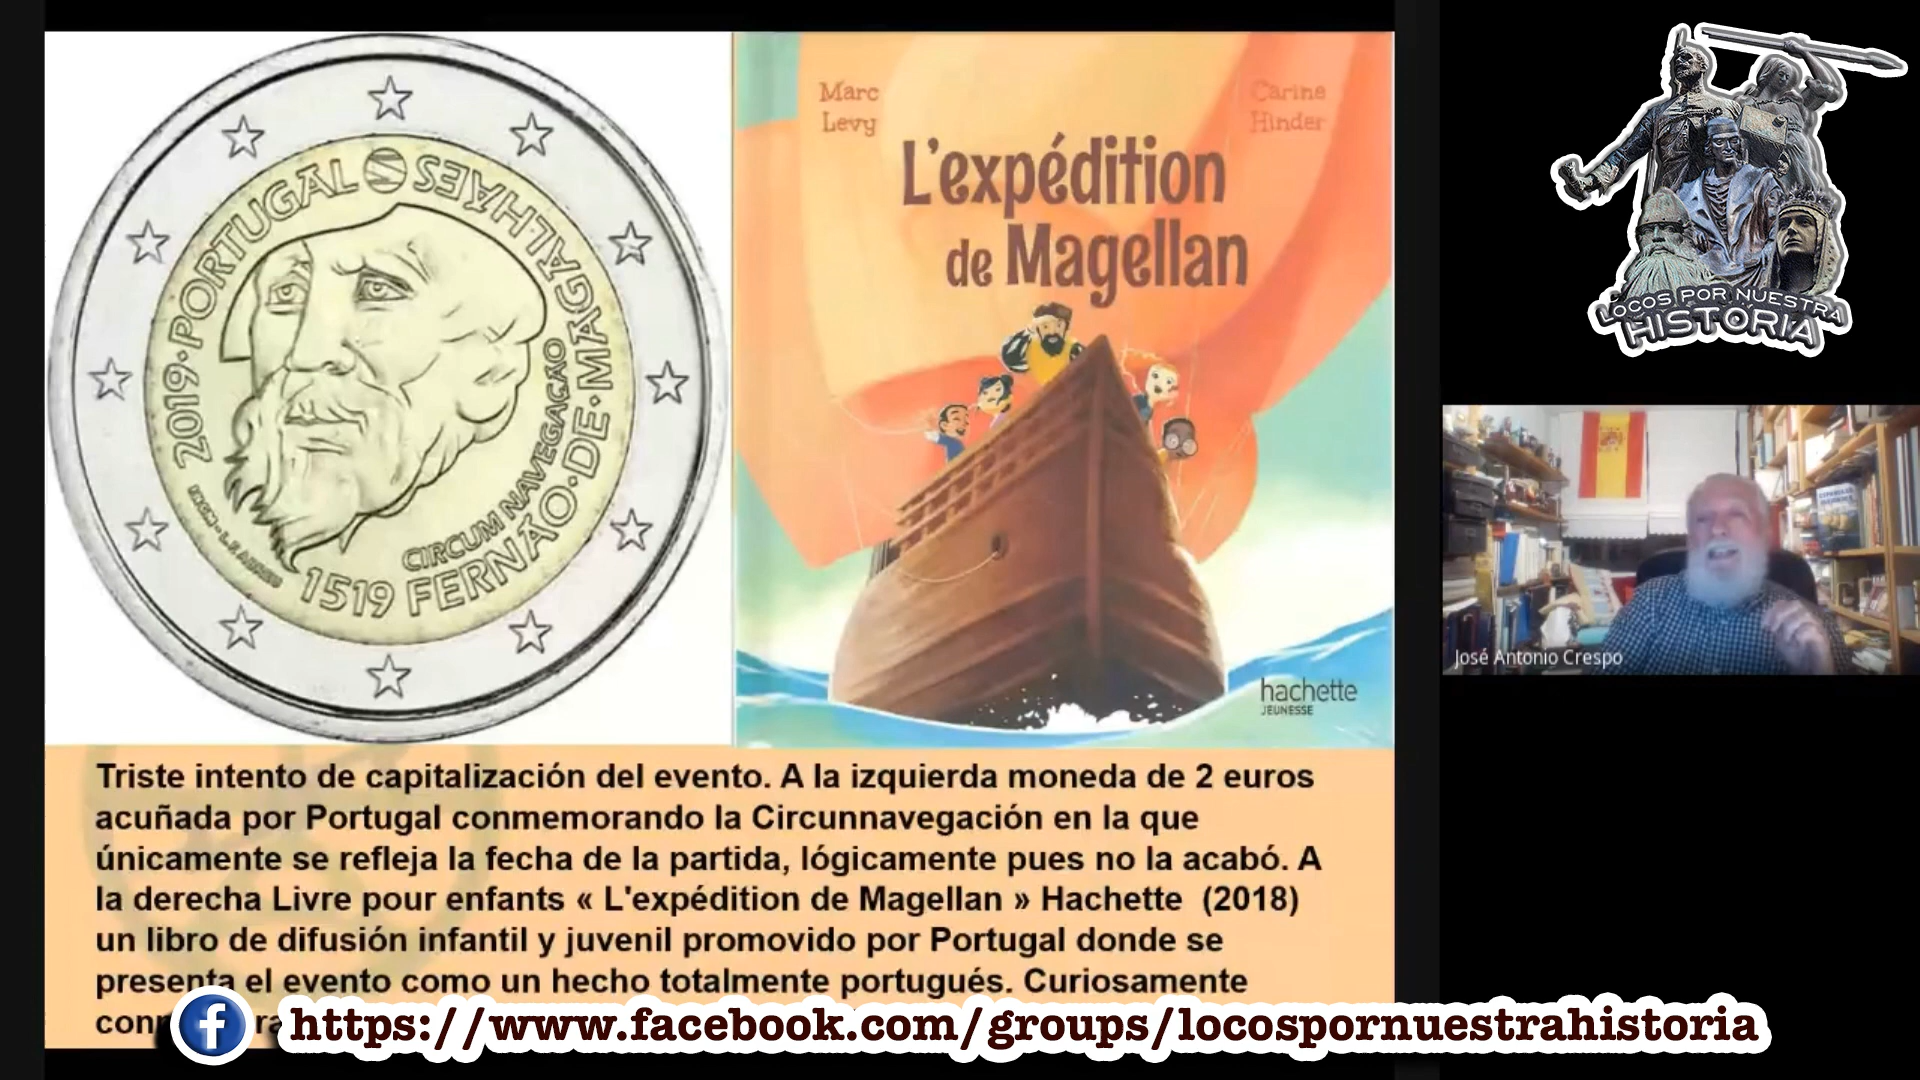 2019·PORTUGAL
FERNÃO·DE·MAGALHÃES
CIRCUM NAVEGAÇÃO
1519
Marc
Levy
Carine
Hinder
L'expédition
de Magellan
hachette
JEUNESSE
LOCOS POR NUESTRA
HISTORIA
José Antonio Crespo
Triste intento de capitalización del evento. A la izquierda moneda de 2 euros
acuñada por Portugal conmemorando la Circunnavegación en la que
únicamente se refleja la fecha de la partida, lógicamente pues no la acabó. A
la derecha Livre pour enfants « L'expédition de Magellan » Hachette (2018)
un libro de difusión infantil y juvenil promovido por Portugal donde se
presenta el evento como un hecho totalmente portugués. Curiosamente
https://www.facebook.com/groups/locospornuestrahistoria